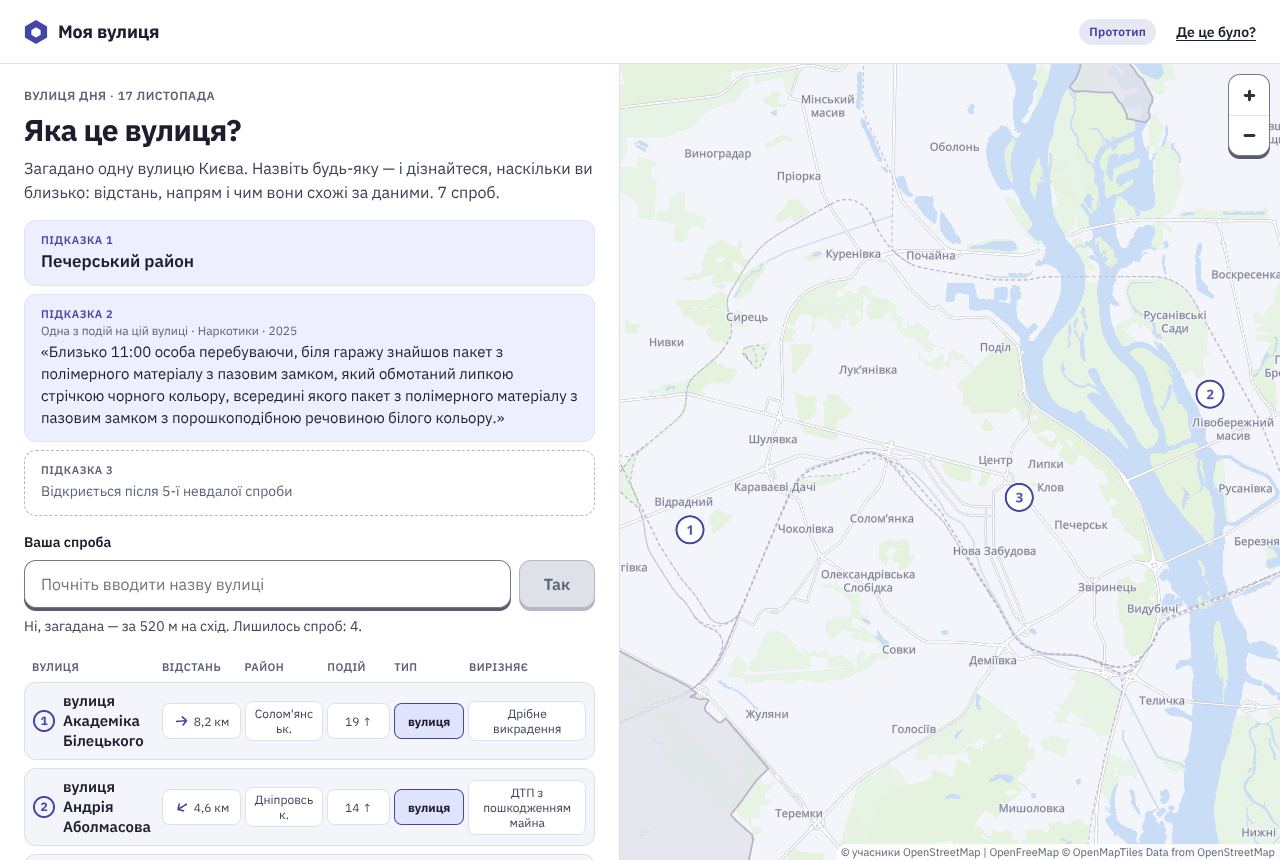 Моя вулиця
Прототип
Де це було?
ВУЛИЦЯ ДНЯ · 17 ЛИСТОПАДА
Яка це вулиця?
Загадано одну вулицю Києва. Назвіть будь-яку — і дізнайтеся, наскільки ви
близько: відстань, напрям і чим вони схожі за даними. 7 спроб.
ПІДКАЗКА 1
Печерський район
ПІДКАЗКА 2
Одна з подій на цій вулиці · Наркотики · 2025
«Близько 11:00 особа перебуваючи, біля гаражу знайшов пакет з
полімерного матеріалу з пазовим замком, який обмотаний липкою
стрічкою чорного кольору, всередині якого пакет з полімерного матеріалу з
пазовим замком з порошкоподібною речовиною білого кольору.»
ПІДКАЗКА 3
Відкриється після 5-ї невдалої спроби
Ваша спроба
Почніть вводити назву вулиці
Так
Ні, загадана — за 520 м на схід. Лишилось спроб: 4.
ВУЛИЦЯ ВІДСТАНЬ РАЙОН ПОДІЙ ТИП ВИРІЗНЯЄ
1
вулиця
Академіка
Білецького
→ 8,2 км
Солом'янс
ьк.
19 ↑
вулиця
Дрібне
викрадення
2
вулиця
Андрія
Аболмасова
↙ 4,6 км
Дніпровсь
к.
14 ↑
вулиця
ДТП з
пошкодженням
майна
+
−
Мінський
масив
Виноградар
Оболонь
Пріорка
Куренівка
Почайна
Воскресенка
Сирець
Русанівські
Сади
Нивки
Поділ
Лук'янівка
2
Лівобережний
масив
Шулявка
Центр
Липки
Караваєві Дачі
Клов
Русанівка
Відрадний
3
1
Чоколівка
Солом'янка
Печерськ
Нова Забудова
Березня
гівка
Олександрівська
Слобідка
Звіринець
Видубичі
Совки
Деміївка
Теличка
Жуляни
Голосіїв
Теремки
Мишоловка
Нижні
© учасники OpenStreetMap | OpenFreeMap © OpenMapTiles Data from OpenStreetMap